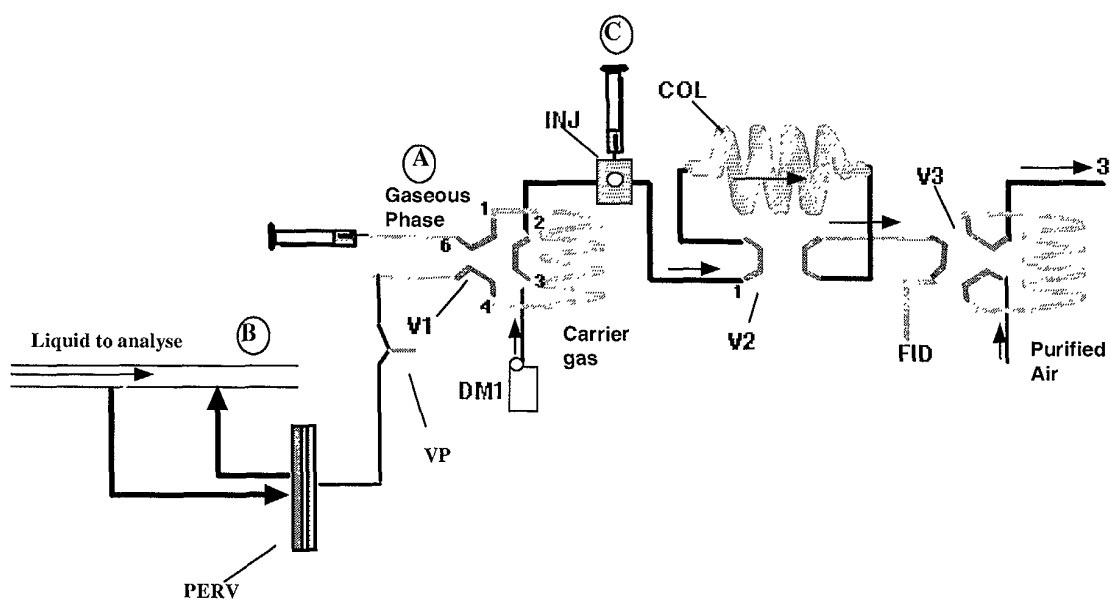 C
COL
INJ
A
Gaseous
Phase
1
2
6
3
4
V1
V3
3
1
V2
Carrier
gas
DM1
FID
Purified
Air
Liquid to analyse
B
VP
PERV